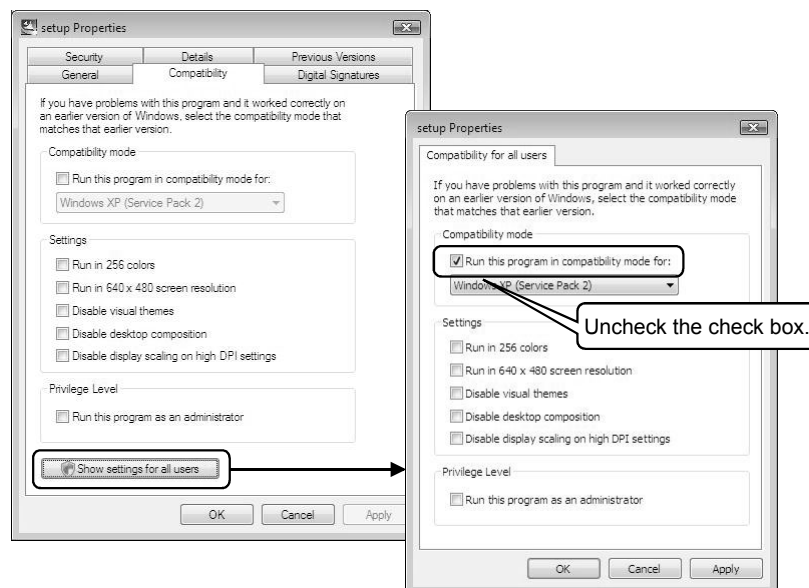 setup Properties
Security
Details
Previous Versions
General
Compatibility
Digital Signatures
If you have problems with this program and it worked correctly on
an earlier version of Windows, select the compatibility mode that
matches that earlier version.
Compatibility mode
Run this program in compatibility mode for:
Windows XP (Service Pack 2)
Settings
Run in 256 colors
Run in 640 x 480 screen resolution
Disable visual themes
Disable desktop composition
Disable display scaling on high DPI settings
Privilege Level
Run this program as an administrator
Show settings for all users
OK
Cancel
Apply
setup Properties
Compatibility for all users
If you have problems with this program and it worked correctly
on an earlier version of Windows, select the compatibility mode
that matches that earlier version.
Compatibility mode
Run this program in compatibility mode for:
Windows XP (Service Pack 2)
Uncheck the check box.
Settings
Run in 256 colors
Run in 640 x 480 screen resolution
Disable visual themes
Disable desktop composition
Disable display scaling on high DPI settings
Privilege Level
Run this program as an administrator
OK
Cancel
Apply